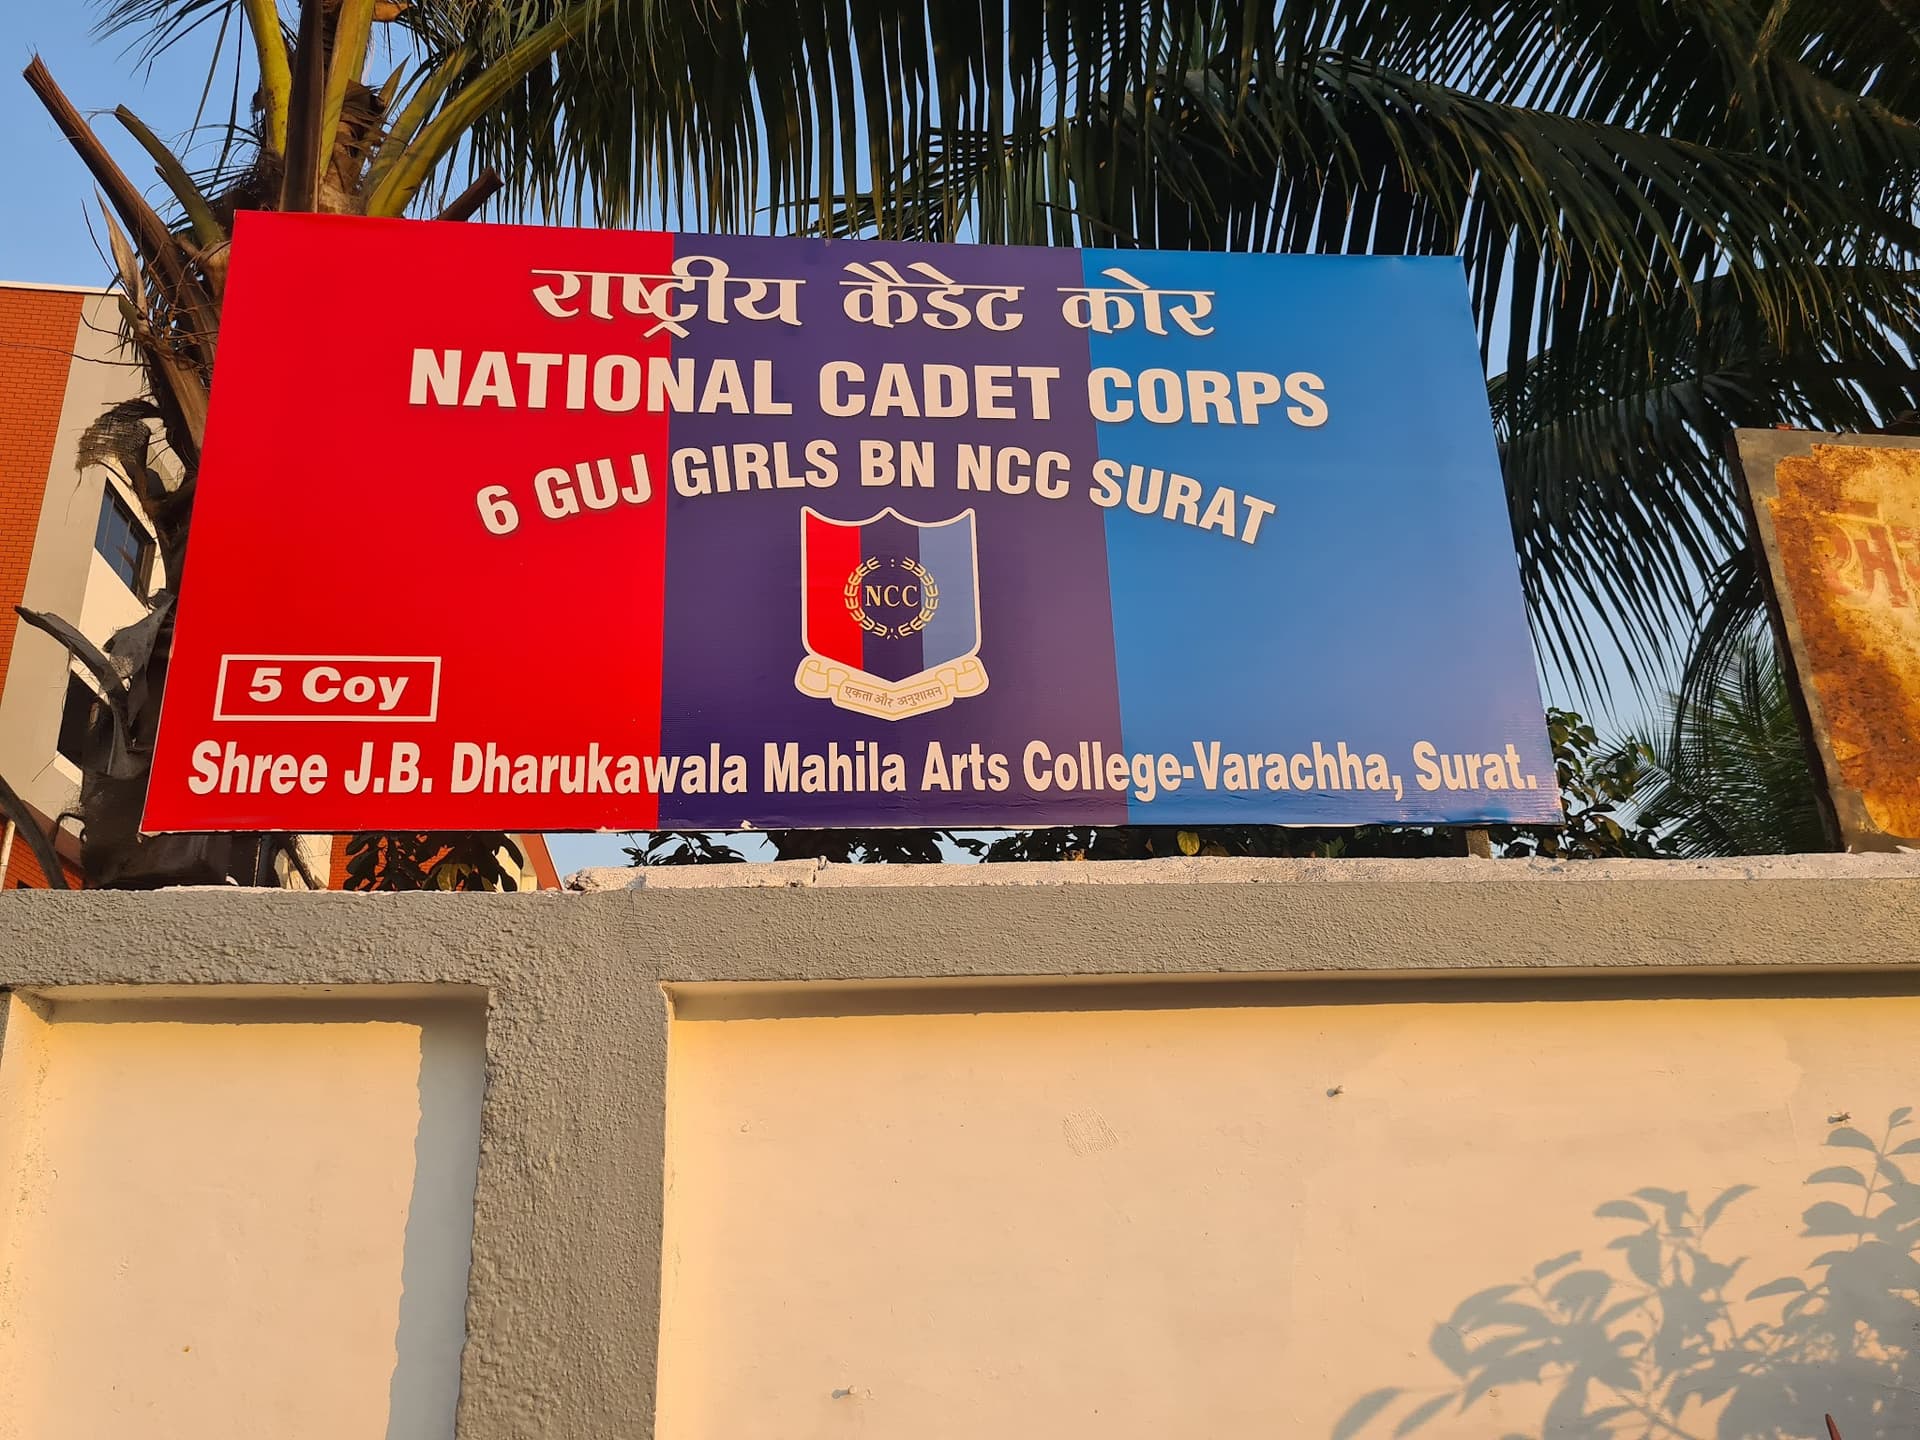 राष्ट्रीय कैडेट कोर
NATIONAL CADET CORPS
6 GUJ GIRLS BN NCC SURAT
NCC
एकता और अनुशासन
5 Coy
Shree J.B. Dharukawala Mahila Arts College-Varachha, Surat.